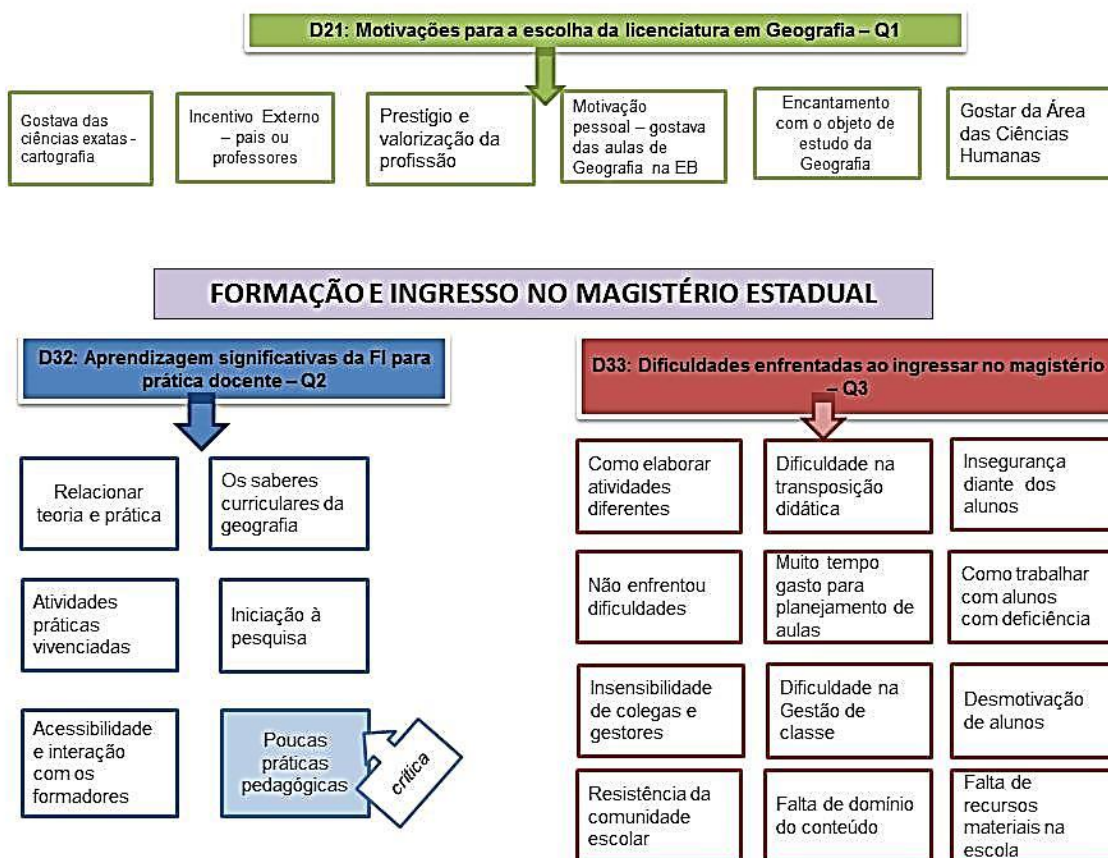 D21: Motivações para a escolha da licenciatura em Geografia – Q1
Gostava das
ciências exatas -
cartografia
Incentivo Externo
– pais ou
professores
Prestígio e
valorização da
profissão
Motivação
pessoal – gostava
das aulas de
Geografia na EB
Encantamento
com o objeto de
estudo da
Geografia
Gostar da Área
das Ciências
Humanas
FORMAÇÃO E INGRESSO NO MAGISTÉRIO ESTADUAL
D32: Aprendizagem significativas da FI para
prática docente – Q2
Relacionar
teoria e prática
Os saberes
curriculares da
geografia
Atividades
práticas
vivenciadas
Iniciação à
pesquisa
Acessibilidade
e interação
com os
formadores
Poucas
práticas
pedagógicas
crítica
D33: Dificuldades enfrentadas ao ingressar no magistério
– Q3
Como elaborar
atividades
diferentes
Dificuldade na
transposição
didática
Insegurança
diante dos
alunos
Não enfrentou
dificuldades
Muito tempo
gasto para
planejamento de
aulas
Como trabalhar
com alunos
com deficiência
Insensibilidade
de colegas e
gestores
Dificuldade na
Gestão de
classe
Desmotivação
de alunos
Resistência da
comunidade
escolar
Falta de domínio
do conteúdo
Falta de
recursos
materiais na
escola